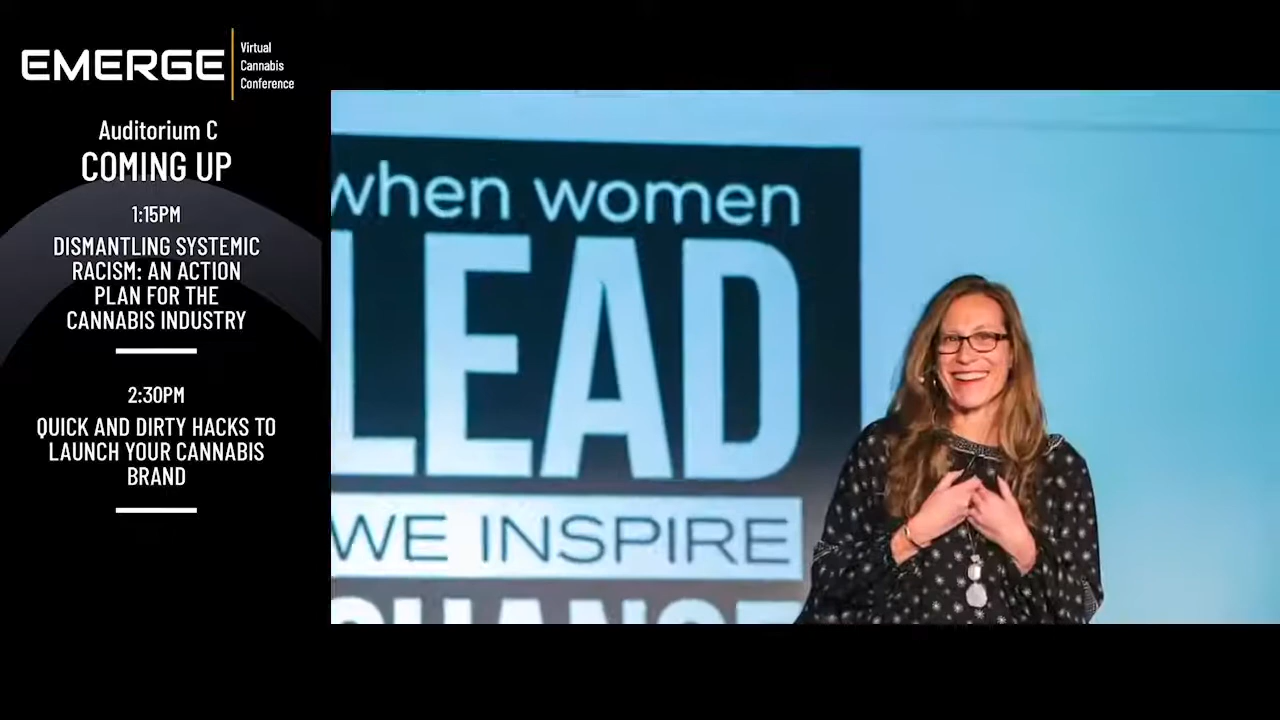 EMERGE
Virtual
Cannabis
Conference
Auditorium C
COMING UP
1:15PM
DISMANTLING SYSTEMIC
RACISM: AN ACTION
PLAN FOR THE
CANNABIS INDUSTRY
2:30PM
QUICK AND DIRTY HACKS TO
LAUNCH YOUR CANNABIS
BRAND
when women
LEAD
WE INSPIRE
CHANGE